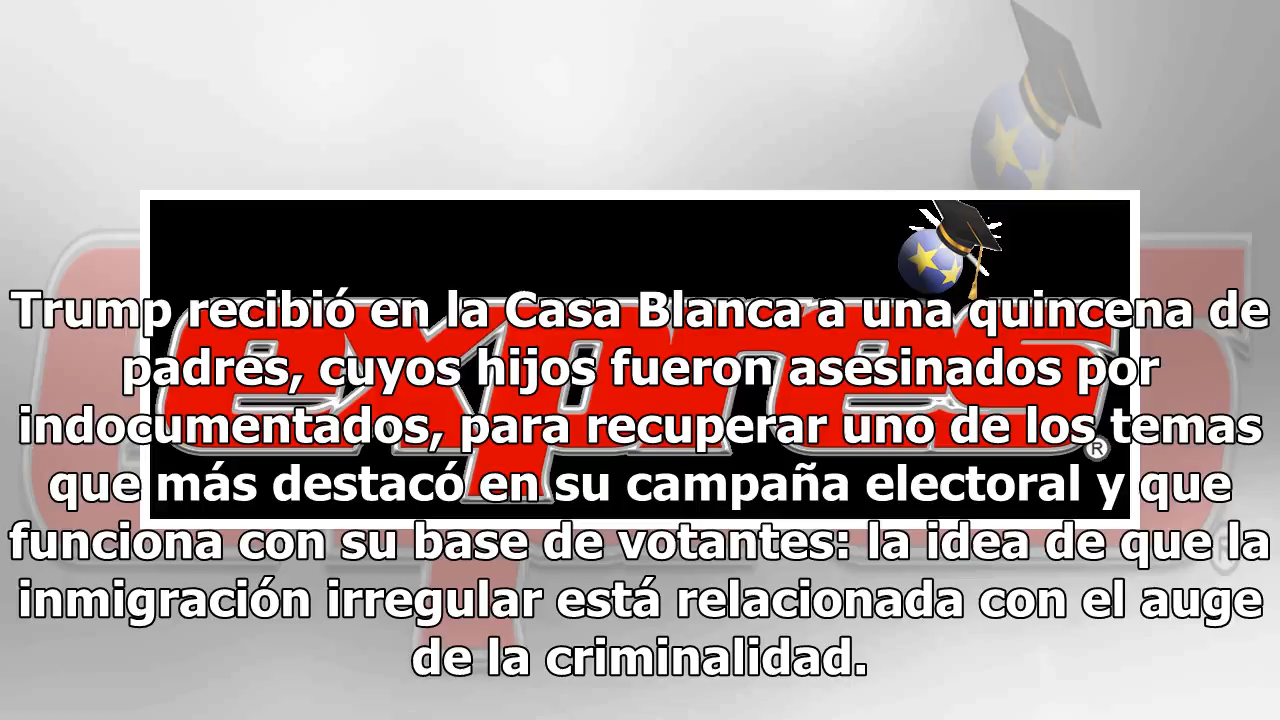 Trump recibió en la Casa Blanca a una quincena de
padres, cuyos hijos fueron asesinados por
indocumentados, para recuperar uno de los temas
que más destacó en su campaña electoral y que
funciona con su base de votantes: la idea de que la
inmigración irregular está relacionada con el auge
de la criminalidad.
expres
®